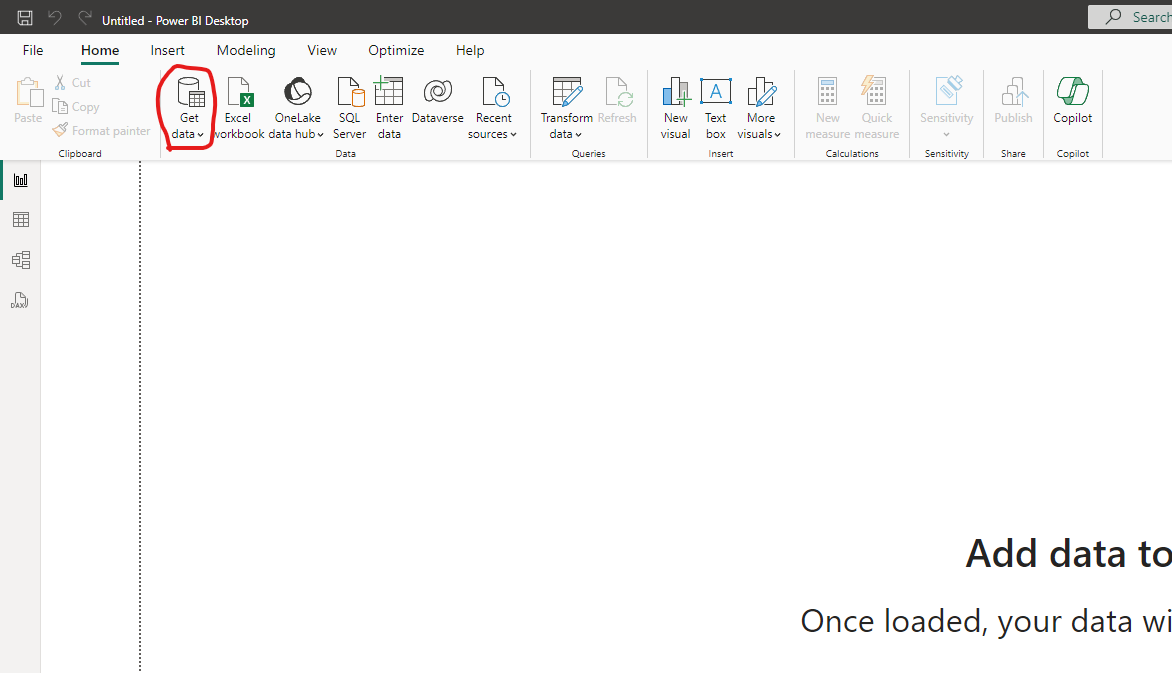 Untitled - Power BI Desktop
Search
File Home Insert Modeling View Optimize Help
Paste
Cut
Copy
Format painter
Clipboard
Get data
Excel workbook
OneLake data hub
SQL Server
Enter data
Dataverse
Recent sources
Data
Transform data
Refresh
Queries
New visual
Text box
More visuals
Insert
New measure
Quick measure
Calculations
Sensitivity
Sensitivity
Publish
Share
Copilot
Copilot
DAX
Add data to
Once loaded, your data wi